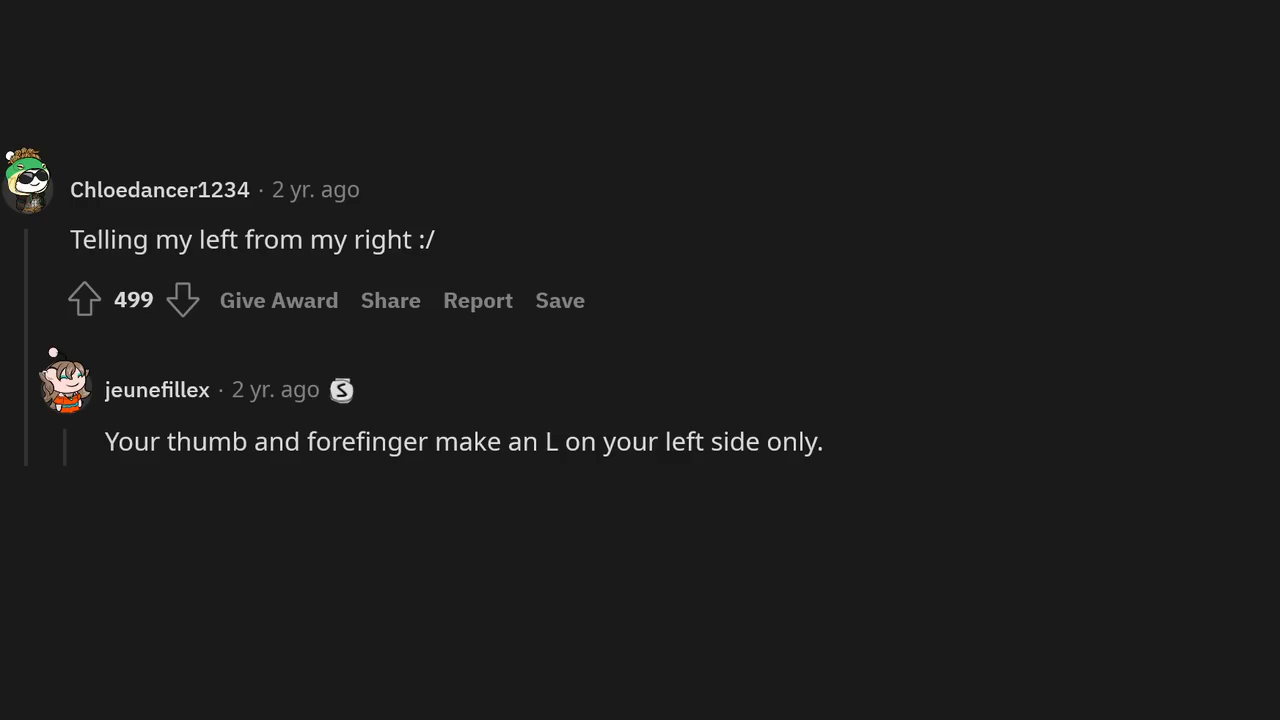 Chloedancer1234 · 2 yr. ago
Telling my left from my right :/
499 Give Award Share Report Save
jeunefillex · 2 yr. ago S
Your thumb and forefinger make an L on your left side only.